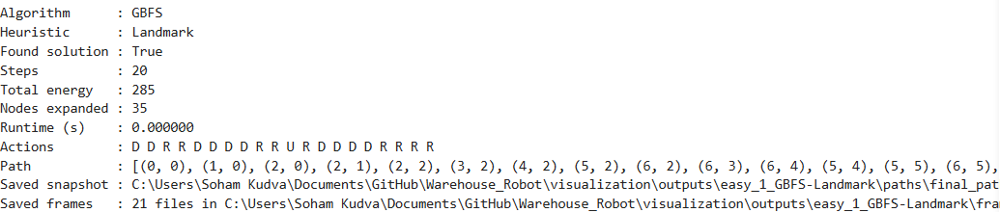 Algorithm      : GBFS
Heuristic      : Landmark
Found solution : True
Steps          : 20
Total energy   : 285
Nodes expanded : 35
Runtime (s)    : 0.000000
Actions        : D D R R D D D D R R U R D D D D R R R R
Path           : [(0, 0), (1, 0), (2, 0), (2, 1), (2, 2), (3, 2), (4, 2), (5, 2), (6, 2), (6, 3), (6, 4), (5, 4), (5, 5), (6, 5),
Saved snapshot : C:\Users\Soham Kudva\Documents\GitHub\Warehouse_Robot\visualization\outputs\easy_1_GBFS-Landmark\paths\final_pat
Saved frames   : 21 files in C:\Users\Soham Kudva\Documents\GitHub\Warehouse_Robot\visualization\outputs\easy_1_GBFS-Landmark\fra